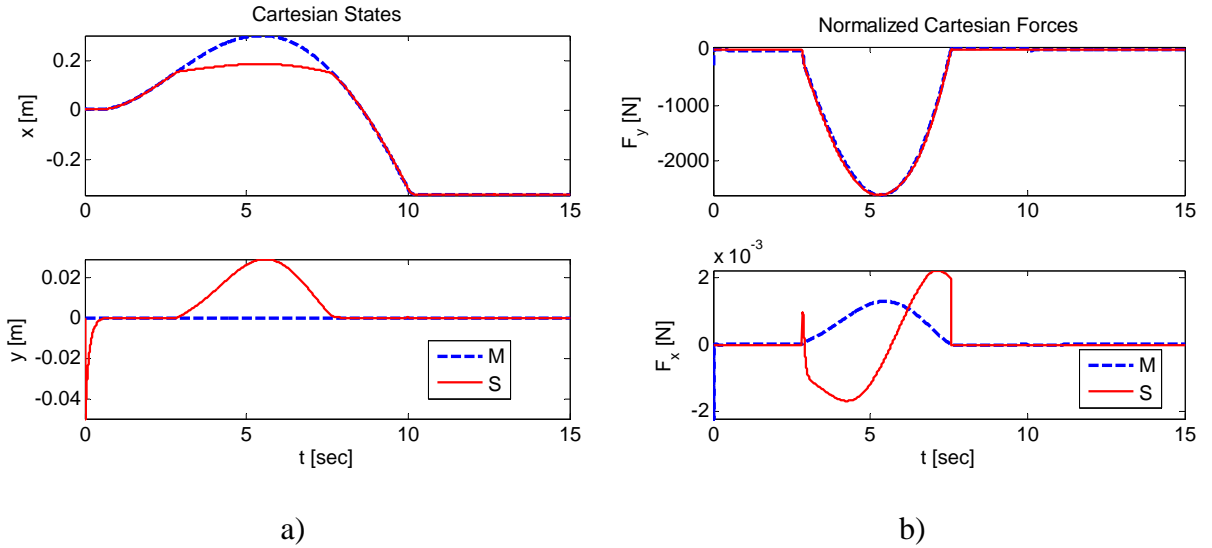 Cartesian States
0.2
0
-0.2
x [m]
0 5 10 15
0.02
0
-0.02
-0.04
y [m]
M
S
0 5 10 15
t [sec]
a)
Normalized Cartesian Forces
0
-1000
-2000
F_y [N]
0 5 10 15
x 10^-3
2
0
-2
F_x [N]
M
S
0 5 10 15
t [sec]
b)